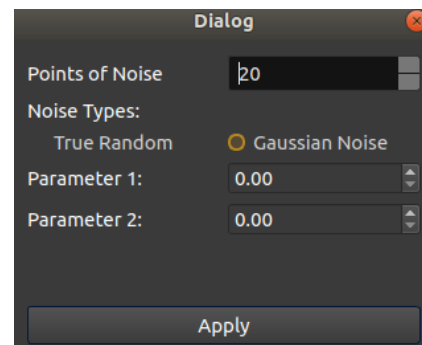 Dialog
Points of Noise 20
Noise Types:
True Random Gaussian Noise
Parameter 1: 0.00
Parameter 2: 0.00
Apply